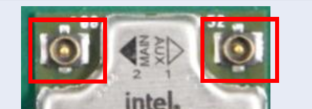 MAIN
AUX
2 1
intel.